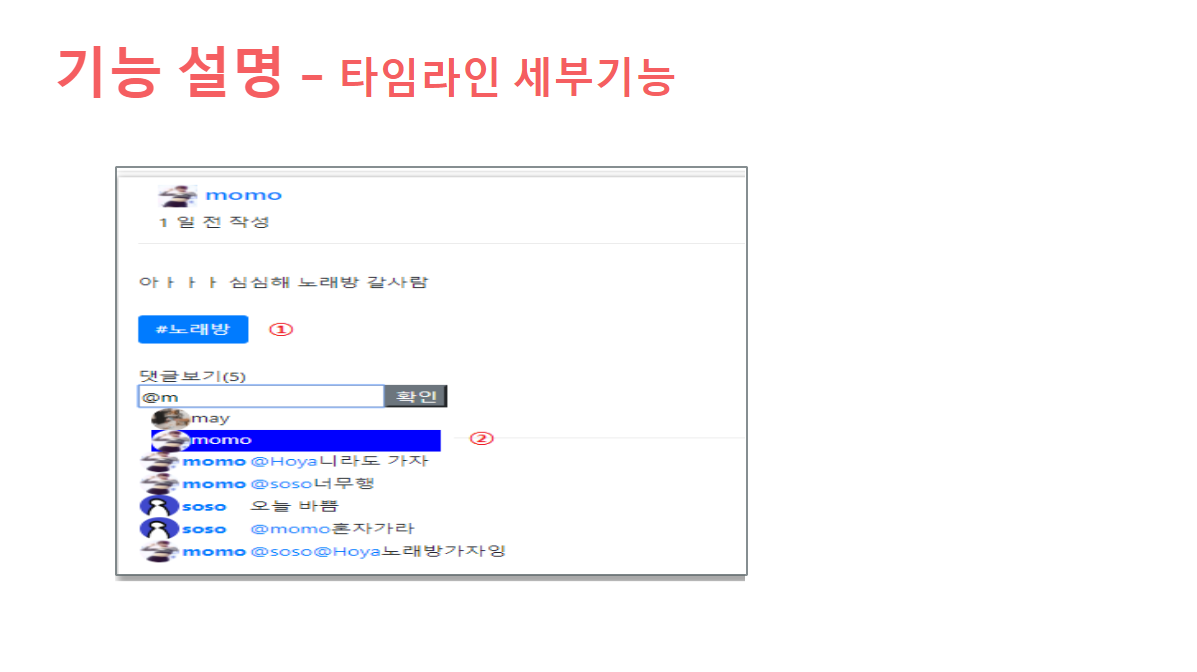 기능 설명 – 타임라인 세부기능
momo
1 일 전 작성
아ㅏㅏㅏ 심심해 노래방 갈사람
#노래방 ①
댓글보기(5)
@m 확인
may
momo ②
momo @Hoya니라도 가자
momo @soso너무행
soso 오늘 바쁨
soso @momo혼자가라
momo @soso@Hoya노래방가자잉